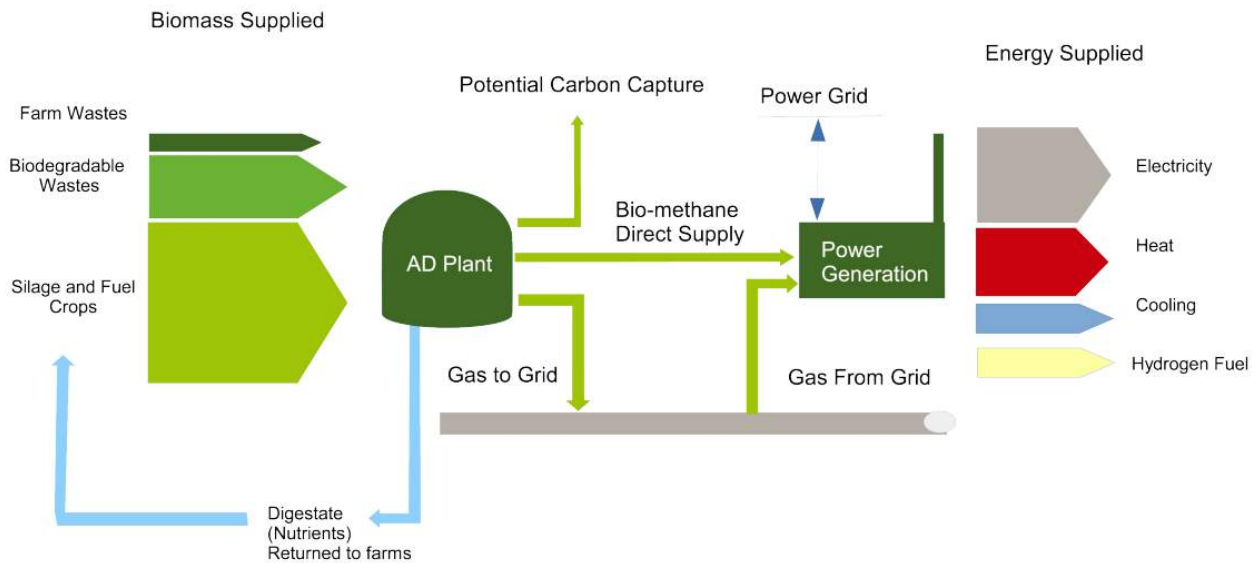 Biomass Supplied
Energy Supplied
Potential Carbon Capture
Power Grid
Farm Wastes
Biodegradable
Wastes
Electricity
Bio-methane
Direct Supply
AD Plant
Power
Generation
Heat
Silage and Fuel
Crops
Cooling
Gas to Grid
Gas From Grid
Hydrogen Fuel
Digestate
(Nutrients)
Returned to farms